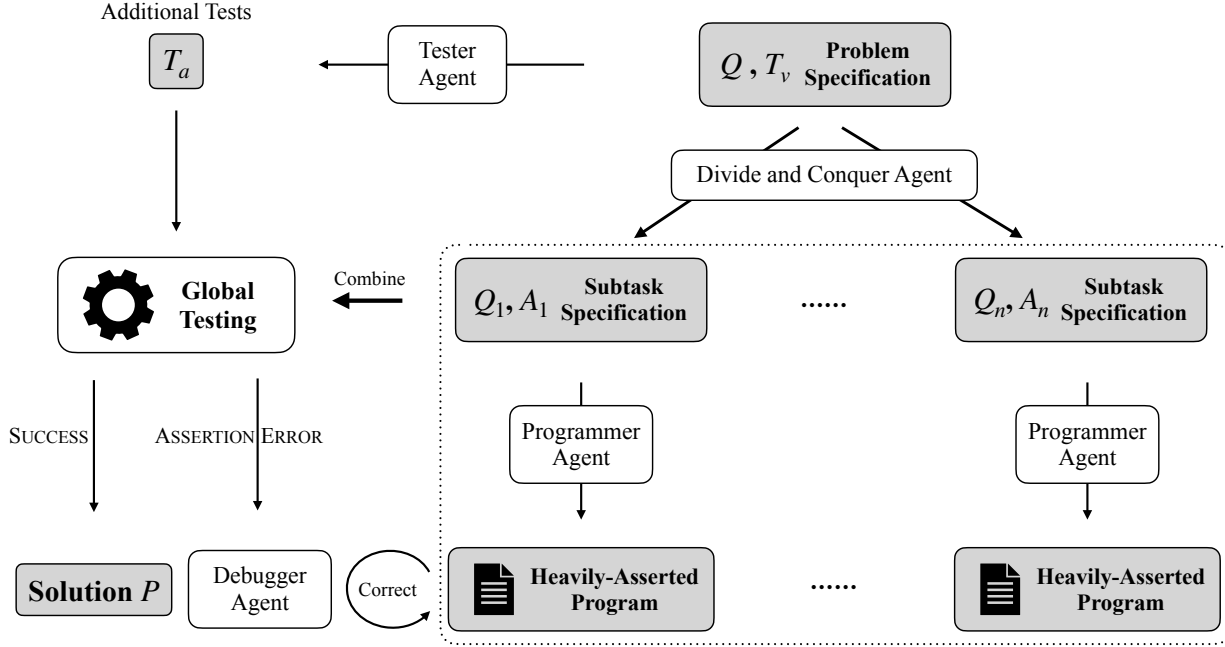 Additional Tests
T_a
Tester
Agent
Q , T_v
Problem
Specification
Divide and Conquer Agent
Global
Testing
Combine
Q_1, A_1
Subtask
Specification
......
Q_n, A_n
Subtask
Specification
SUCCESS
ASSERTION ERROR
Programmer
Agent
Programmer
Agent
Solution P
Debugger
Agent
Correct
Heavily-Asserted
Program
......
Heavily-Asserted
Program